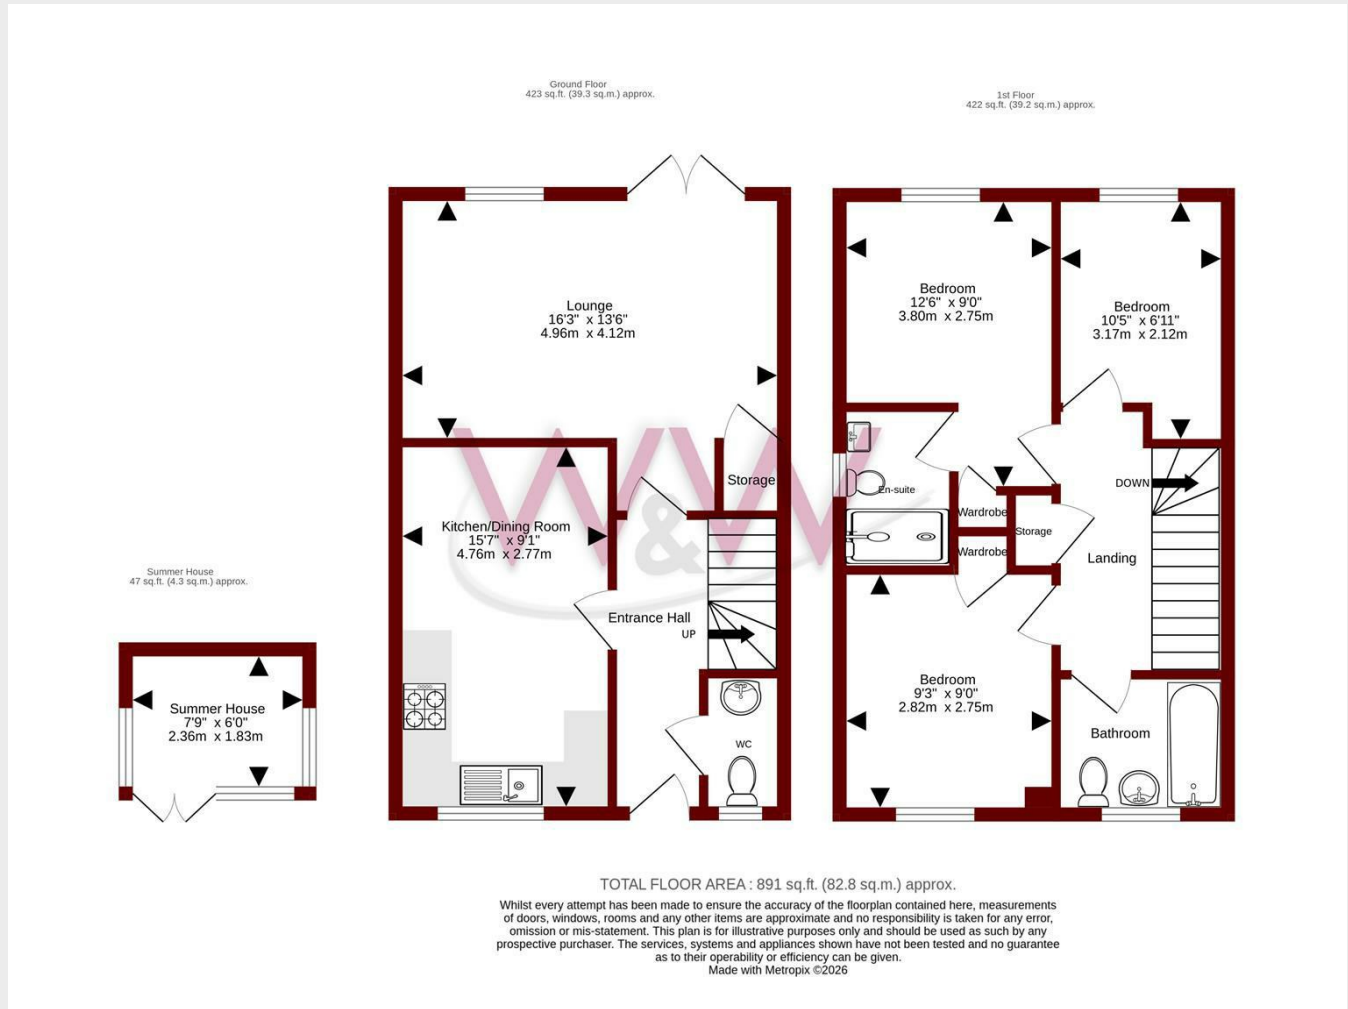 Ground Floor
423 sq.ft. (39.3 sq.m.) approx.
1st Floor
422 sq.ft. (39.2 sq.m.) approx.
Lounge
16'3" x 13'6"
4.96m x 4.12m
Bedroom
12'6" x 9'0"
3.80m x 2.75m
Bedroom
10'5" x 6'11"
3.17m x 2.12m
Storage
W&W
Kitchen/Dining Room
15'7" x 9'1"
4.76m x 2.77m
En-suite
Wardrobe
Wardrobe
Storage
DOWN
Landing
Entrance Hall
UP
Summer House
47 sq.ft. (4.3 sq.m.) approx.
Summer House
7'9" x 6'0"
2.36m x 1.83m
WC
Bedroom
9'3" x 9'0"
2.82m x 2.75m
Bathroom
TOTAL FLOOR AREA : 891 sq.ft. (82.8 sq.m.) approx.
Whilst every attempt has been made to ensure the accuracy of the floorplan contained here, measurements
of doors, windows, rooms and any other items are approximate and no responsibility is taken for any error,
omission or mis-statement. This plan is for illustrative purposes only and should be used as such by any
prospective purchaser. The services, systems and appliances shown have not been tested and no guarantee
as to their operability or efficiency can be given.
Made with Metropix ©2026